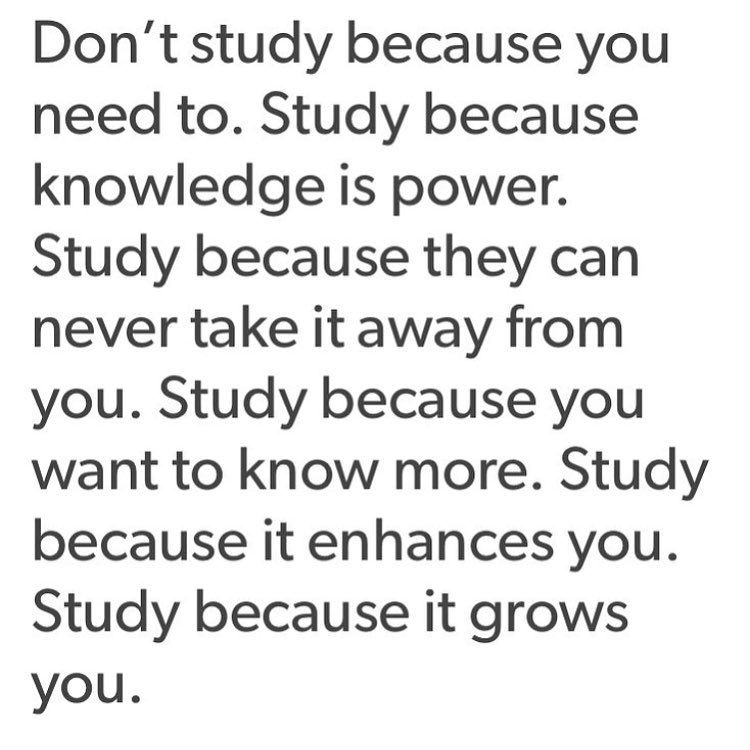 Don’t study because you
need to. Study because
knowledge is power.
Study because they can
never take it away from
you. Study because you
want to know more. Study
because it enhances you.
Study because it grows
you.